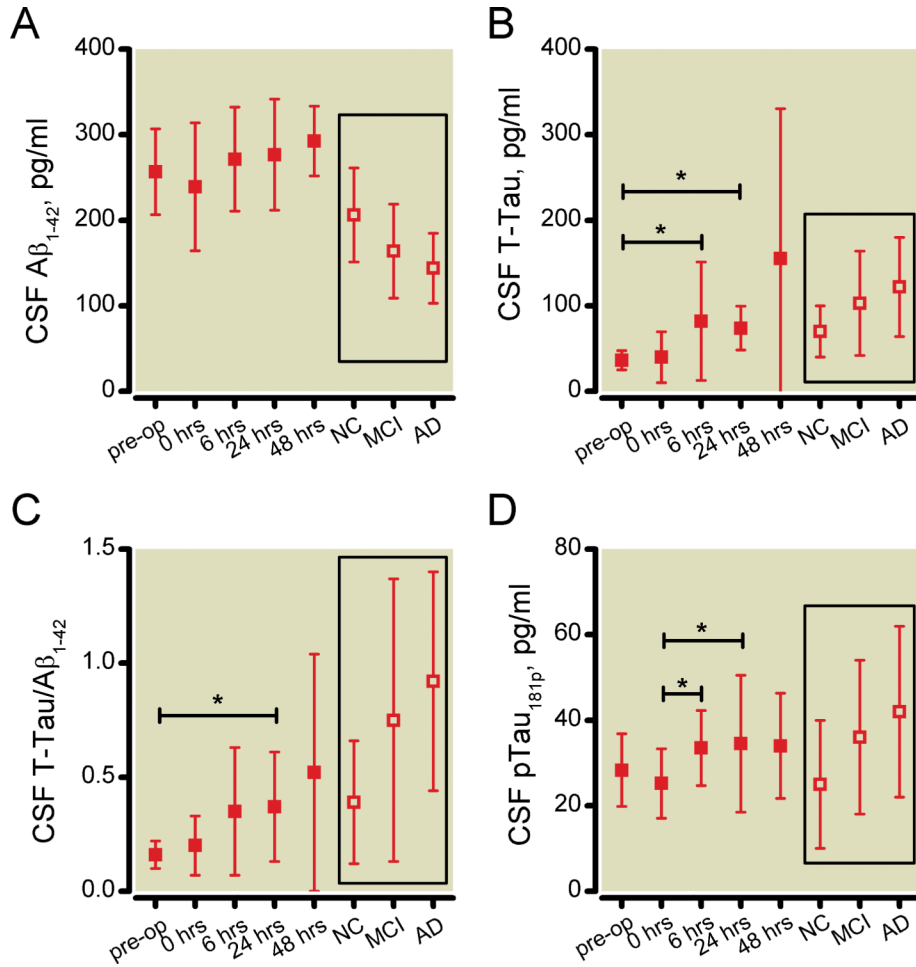 A
CSF Aβ1-42, pg/ml
400
300
200
100
0
pre-op 0 hrs 6 hrs 24 hrs 48 hrs NC MCI AD
B
CSF T-Tau, pg/ml
400
300
200
100
0
*
*
pre-op 0 hrs 6 hrs 24 hrs 48 hrs NC MCI AD
C
CSF T-Tau/Aβ1-42
1.5
1.0
0.5
0.0
*
pre-op 0 hrs 6 hrs 24 hrs 48 hrs NC MCI AD
D
CSF pTau181p, pg/ml
80
60
40
20
0
*
*
pre-op 0 hrs 6 hrs 24 hrs 48 hrs NC MCI AD